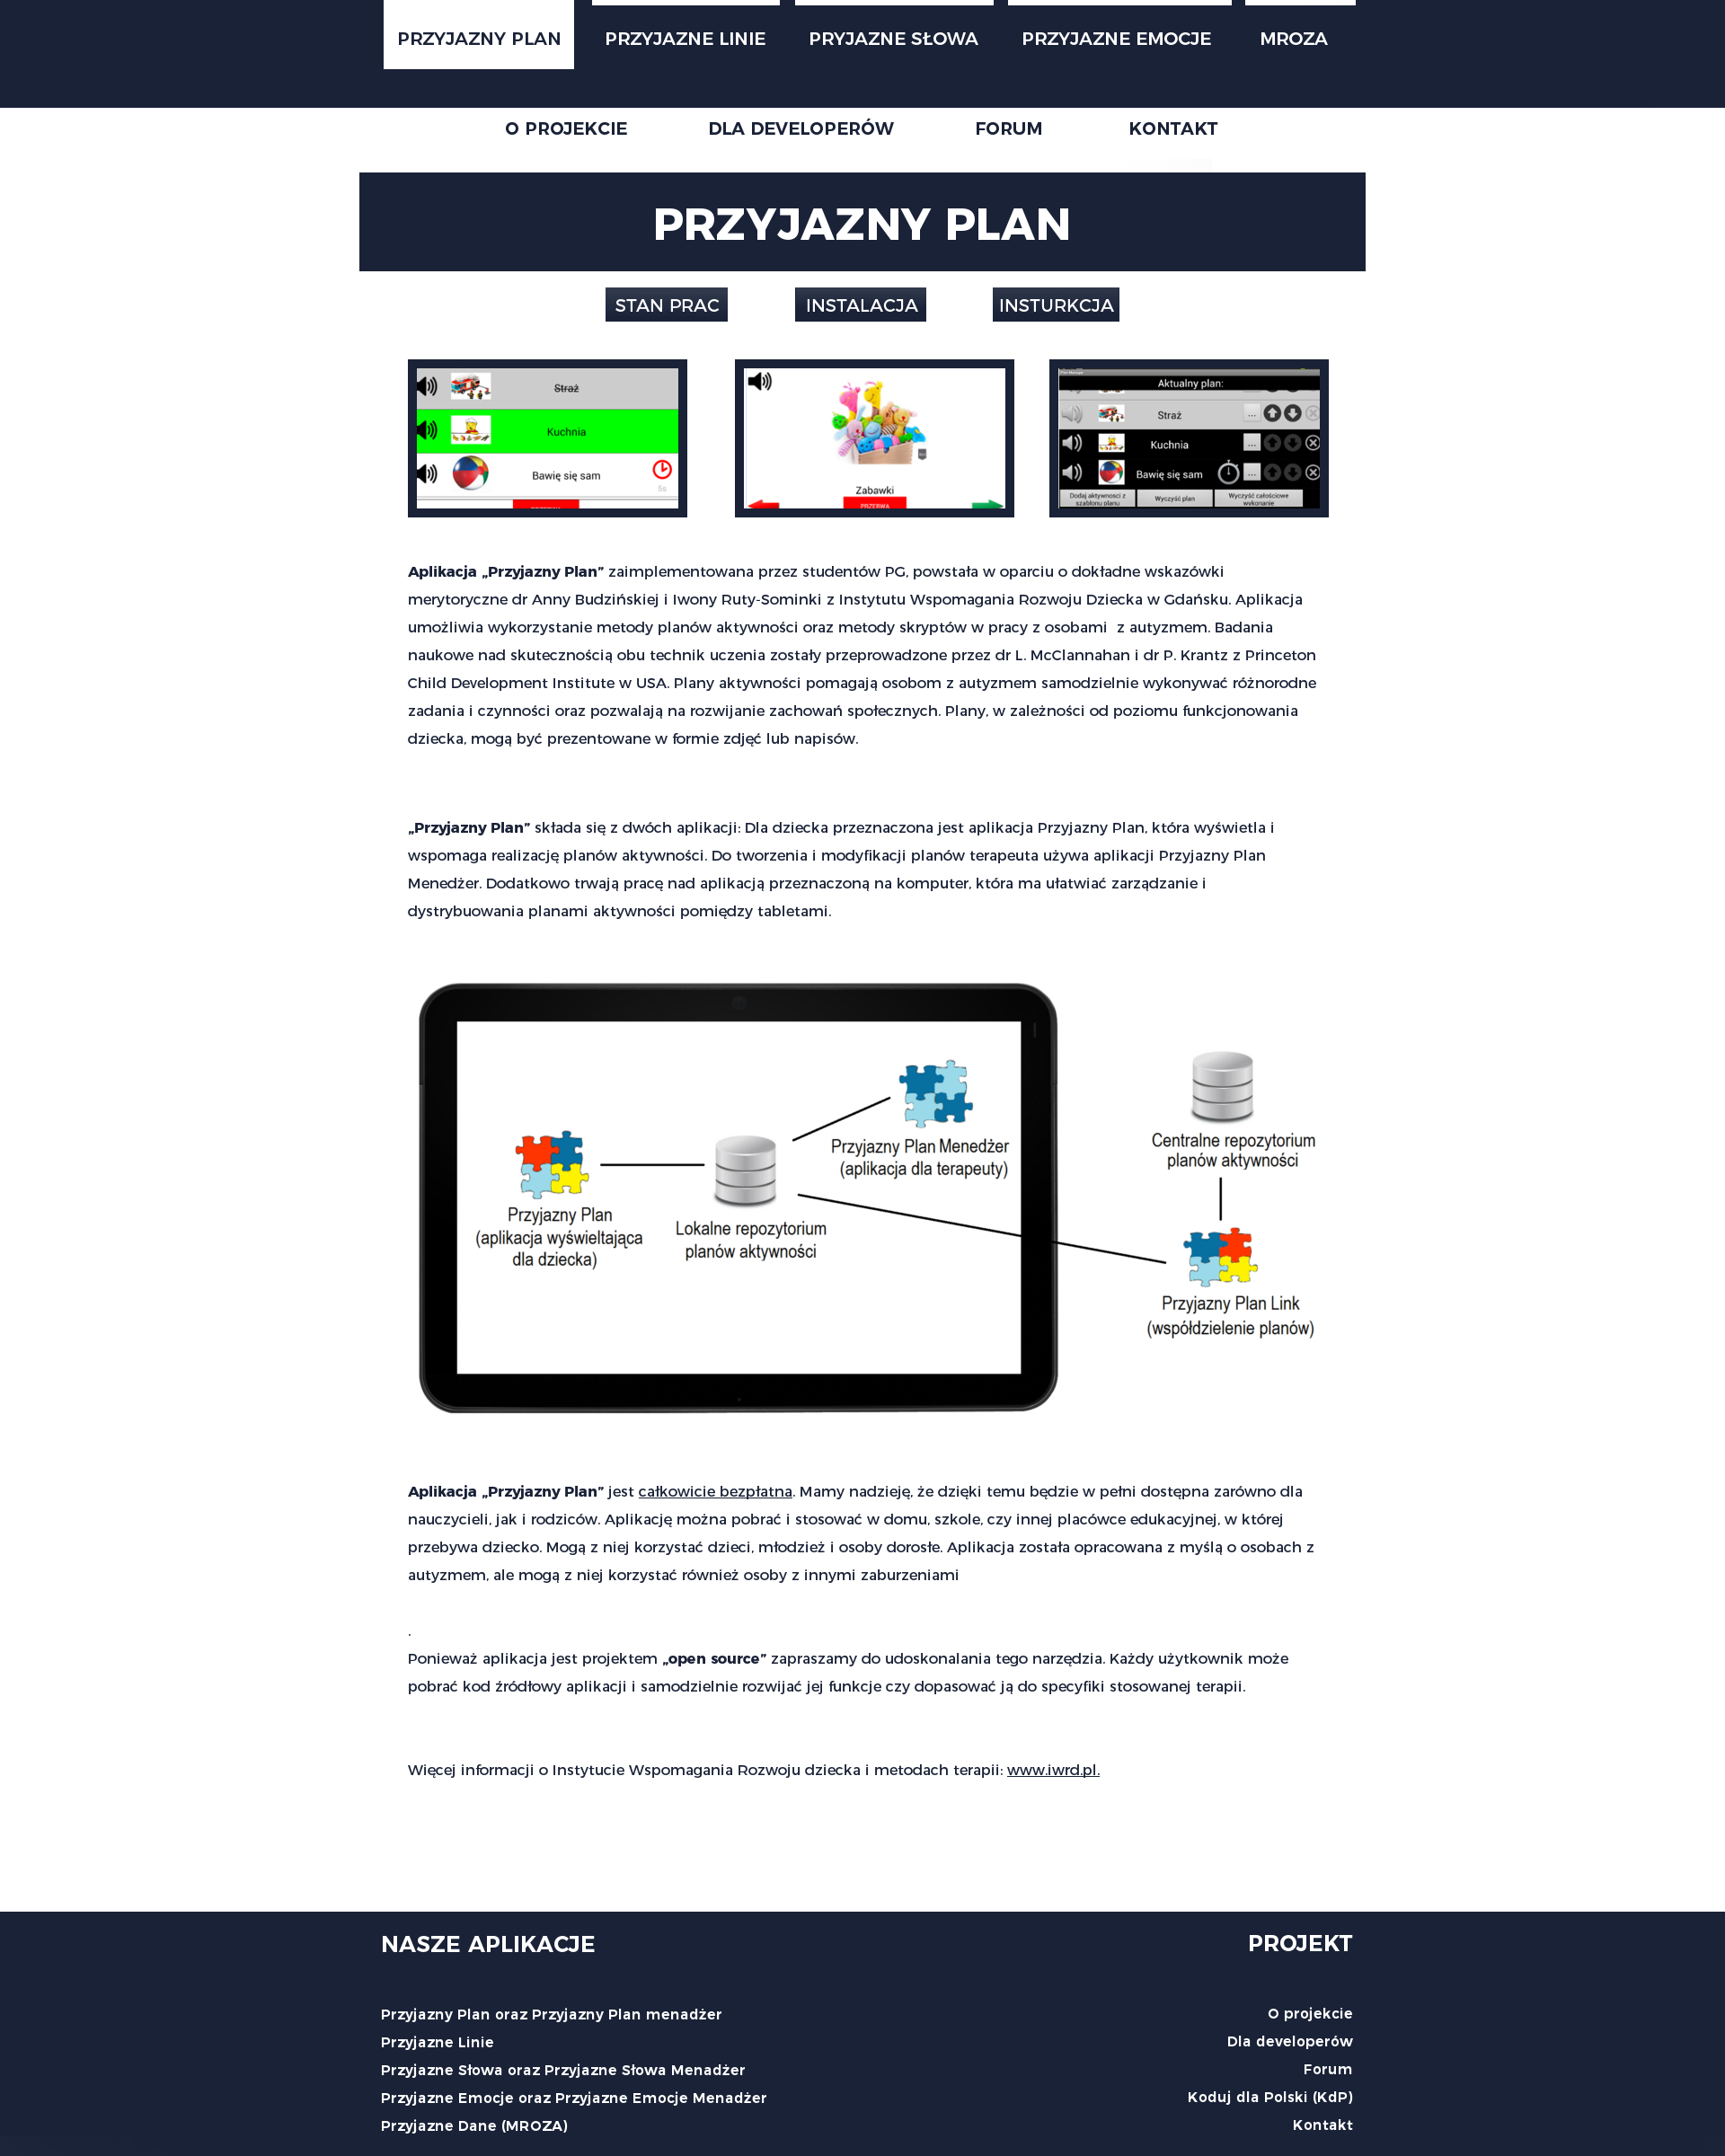 PRZYJAZNY PLAN
PRZYJAZNE LINIE
PRYJAZNE SŁOWA
PRZYJAZNE EMOCJE
MROZA
O PROJEKCIE
DLA DEVELOPERÓW
FORUM
KONTAKT
PRZYJAZNY PLAN
STAN PRAC
INSTALACJA
INSTURKCJA
Straż
Kuchnia
Bawię się sam
5s
Zabawki
PRZERWA
Aktualny plan:
Straż
...
Kuchnia
...
Bawię się sam
...
Dodaj aktywnosci z szablonu planu
Wyczyść plan
Wyczyść całościowe wykonanie
Aplikacja „Przyjazny Plan” zaimplementowana przez studentów PG, powstała w oparciu o dokładne wskazówki
merytoryczne dr Anny Budzińskiej i Iwony Ruty-Sominki z Instytutu Wspomagania Rozwoju Dziecka w Gdańsku. Aplikacja
umożliwia wykorzystanie metody planów aktywności oraz metody skryptów w pracy z osobami z autyzmem. Badania
naukowe nad skutecznością obu technik uczenia zostały przeprowadzone przez dr L. McClannahan i dr P. Krantz z Princeton
Child Development Institute w USA. Plany aktywności pomagają osobom z autyzmem samodzielnie wykonywać różnorodne
zadania i czynności oraz pozwalają na rozwijanie zachowań społecznych. Plany, w zależności od poziomu funkcjonowania
dziecka, mogą być prezentowane w formie zdjęć lub napisów.
„Przyjazny Plan” składa się z dwóch aplikacji: Dla dziecka przeznaczona jest aplikacja Przyjazny Plan, która wyświetla i
wspomaga realizację planów aktywności. Do tworzenia i modyfikacji planów terapeuta używa aplikacji Przyjazny Plan
Menedżer. Dodatkowo trwają pracę nad aplikacją przeznaczoną na komputer, która ma ułatwiać zarządzanie i
dystrybuowania planami aktywności pomiędzy tabletami.
Przyjazny Plan
(aplikacja wyświetlająca
dla dziecka)
Lokalne repozytorium
planów aktywności
Przyjazny Plan Menedżer
(aplikacja dla terapeuty)
Centralne repozytorium
planów aktywności
Przyjazny Plan Link
(współdzielenie planów)
Aplikacja „Przyjazny Plan” jest całkowicie bezpłatna. Mamy nadzieję, że dzięki temu będzie w pełni dostępna zarówno dla
nauczycieli, jak i rodziców. Aplikację można pobrać i stosować w domu, szkole, czy innej placówce edukacyjnej, w której
przebywa dziecko. Mogą z niej korzystać dzieci, młodzież i osoby dorosłe. Aplikacja została opracowana z myślą o osobach z
autyzmem, ale mogą z niej korzystać również osoby z innymi zaburzeniami
.
Ponieważ aplikacja jest projektem „open source” zapraszamy do udoskonalania tego narzędzia. Każdy użytkownik może
pobrać kod źródłowy aplikacji i samodzielnie rozwijać jej funkcje czy dopasować ją do specyfiki stosowanej terapii.
Więcej informacji o Instytucie Wspomagania Rozwoju dziecka i metodach terapii: www.iwrd.pl.
NASZE APLIKACJE
Przyjazny Plan oraz Przyjazny Plan menadżer
Przyjazne Linie
Przyjazne Słowa oraz Przyjazne Słowa Menadżer
Przyjazne Emocje oraz Przyjazne Emocje Menadżer
Przyjazne Dane (MROZA)
PROJEKT
O projekcie
Dla developerów
Forum
Koduj dla Polski (KdP)
Kontakt